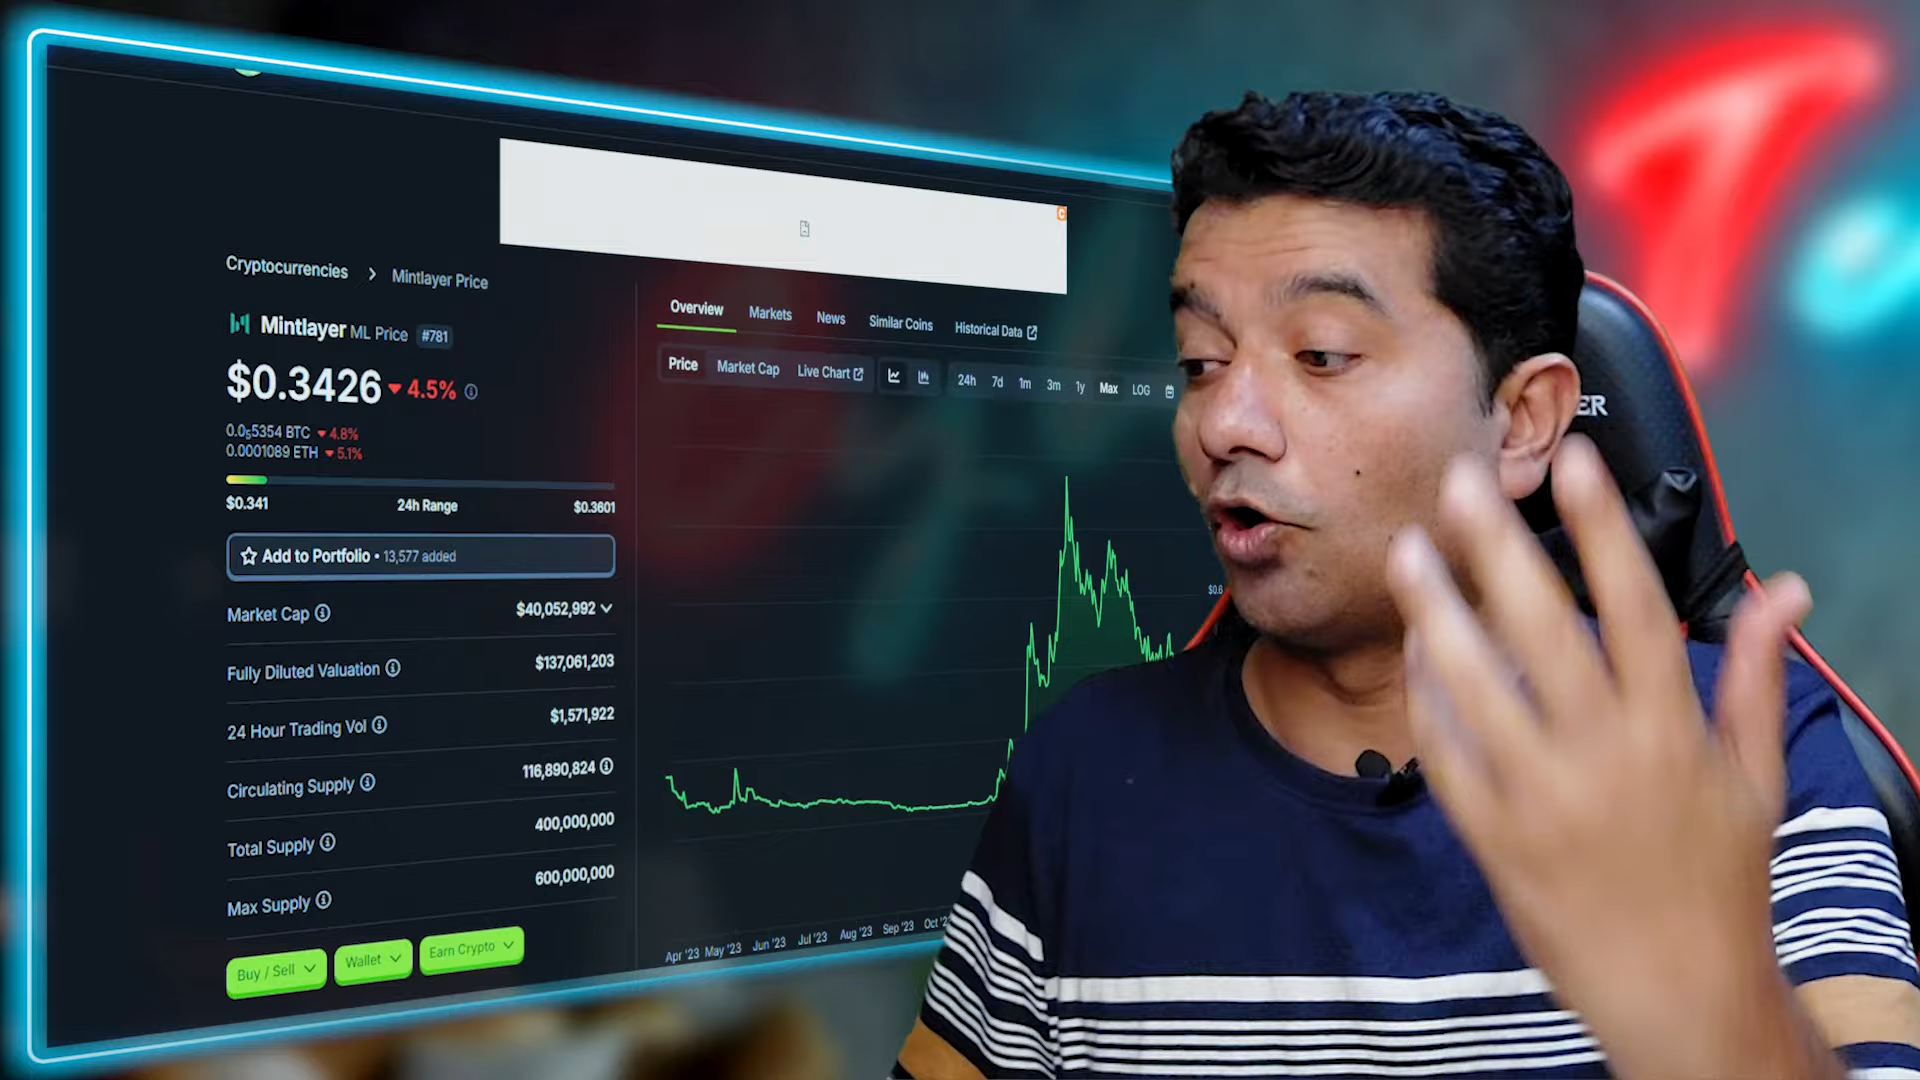 Cryptocurrencies > Mintlayer Price
Mintlayer ML Price #781
$0.3426 ▼ 4.5%
0.0₅5354 BTC ▼ 4.8%
0.0001089 ETH ▼ 5.1%
$0.341 24h Range $0.3601
Add to Portfolio • 13,577 added
Market Cap $40,052,992
Fully Diluted Valuation $137,061,203
24 Hour Trading Vol $1,571,922
Circulating Supply 116,890,824
Total Supply 400,000,000
Max Supply 600,000,000
Buy / Sell Wallet Earn Crypto
Overview Markets News Similar Coins Historical Data
Price Market Cap Live Chart 24h 7d 1m 3m 1y Max LOG
$0.6
Apr '23 May '23 Jun '23 Jul '23 Aug '23 Sep '23 Oct '2
C
ER